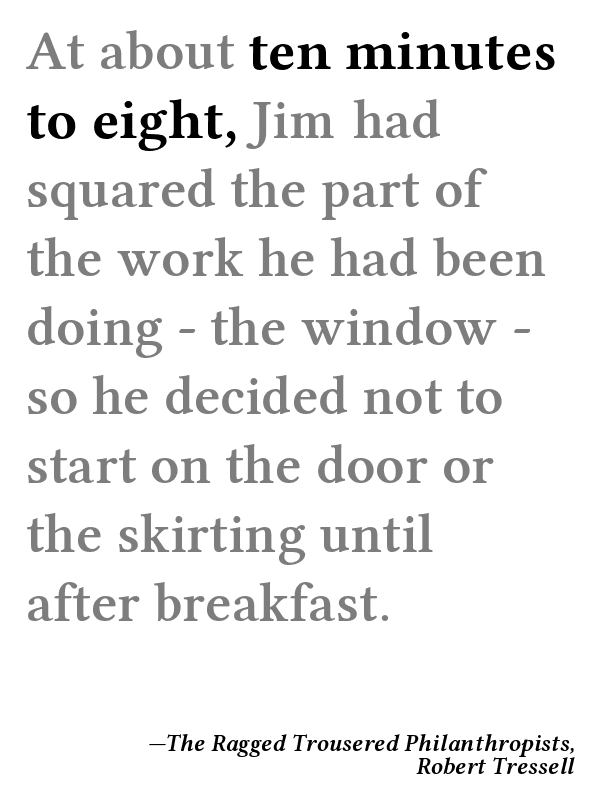 At about ten minutes
to eight, Jim had
squared the part of
the work he had been
doing - the window -
so he decided not to
start on the door or
the skirting until
after breakfast.
—The Ragged Trousered Philanthropists,
Robert Tressell